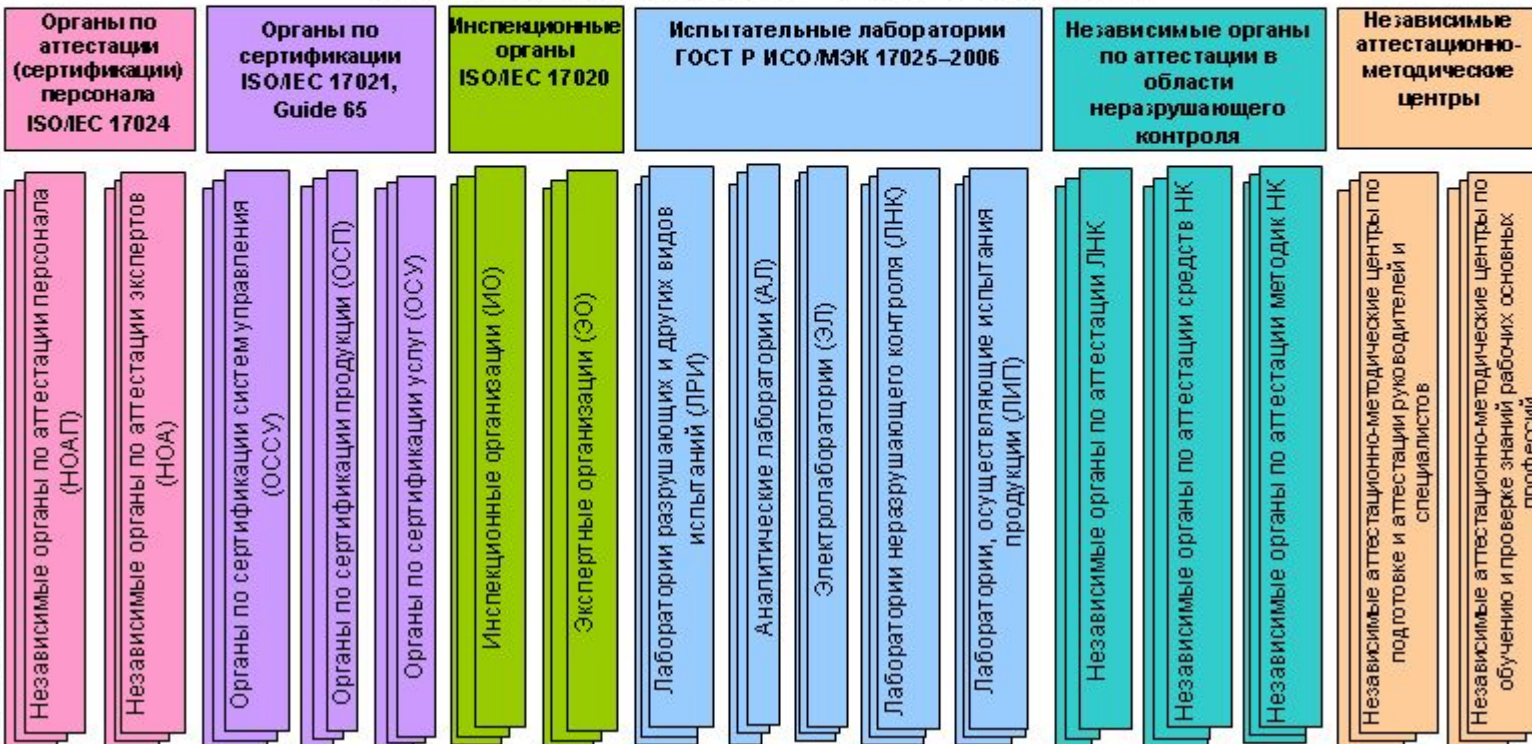 Органы по
аттестации
(сертификации)
персонала
ISO/IEC 17024
Органы по
сертификации
ISO/IEC 17021,
Guide 65
Инспекционные
органы
ISO/IEC 17020
Испытательные лаборатории
ГОСТ Р ИСО/МЭК 17025–2006
Независимые органы
по аттестации в
области
неразрушающего
контроля
Независимые
аттестационно-
методические
центры
Независимые органы по аттестации персонала
(НОАП)
Независимые органы по аттестации экспертов
(НОА)
Органы по сертификации систем управления
(ОССУ)
Органы по сертификации продукции (ОСП)
Органы по сертификации услуг (ОСУ)
Инспекционные организации (ИО)
Экспертные организации (ЭО)
Лаборатории разрушающих и других видов
испытаний (ЛРИ)
Аналитические лаборатории (АЛ)
Электролаборатории (ЭЛ)
Лаборатории неразрушающего контроля (ЛНК)
Лаборатории, осуществляющие испытания
продукции (ЛИП)
Независимые органы по аттестации ЛНК
Независимые органы по аттестации средств НК
Независимые органы по аттестации методик НК
Независимые аттестационно-методические центры по
подготовке и аттестации руководителей и
специалистов
Независимые аттестационно-методические центры по
обучению и проверке знаний рабочих основных
профессий